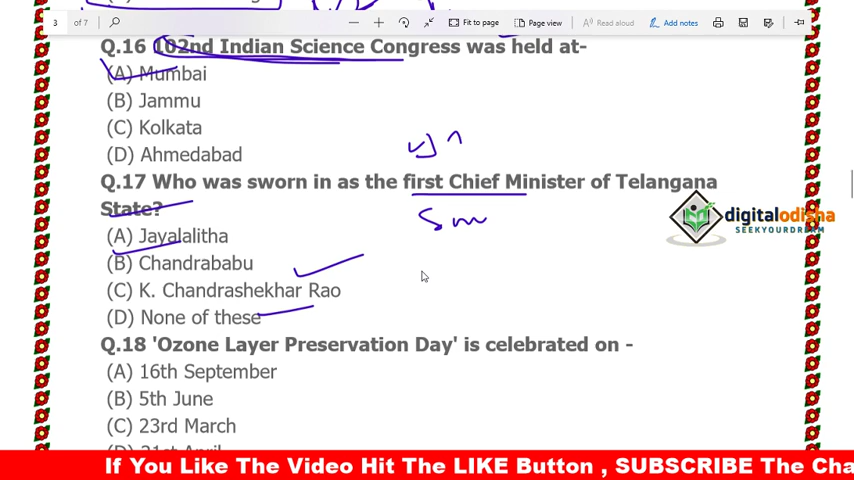 3 of 7
Fit to page
Page view
Read aloud
Add notes
Q.16 102nd Indian Science Congress was held at-
(A) Mumbai
(B) Jammu
(C) Kolkata
(D) Ahmedabad
Q.17 Who was sworn in as the first Chief Minister of Telangana
State?
(A) Jayalalitha
(B) Chandrababu
(C) K. Chandrashekhar Rao
(D) None of these
digitalodisha
SEEKYOURDREAM
Q.18 'Ozone Layer Preservation Day' is celebrated on -
(A) 16th September
(B) 5th June
(C) 23rd March
(D) 21st April
If You Like The Video Hit The LIKE Button , SUBSCRIBE The Cha